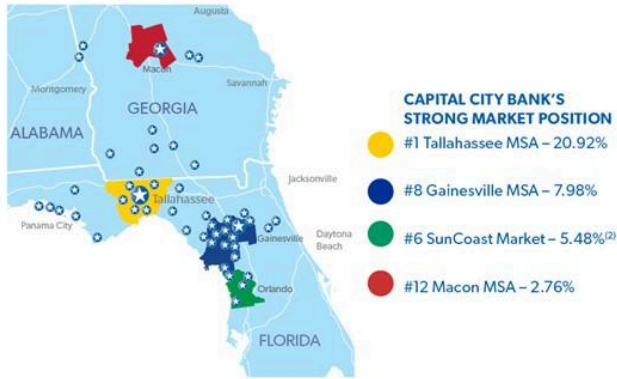 Augusta
Macon
Montgomery
Savannah
GEORGIA
ALABAMA
Tallahassee
Jacksonville
Panama City
Gainesville
Daytona
Beach
Orlando
FLORIDA
CAPITAL CITY BANK'S
STRONG MARKET POSITION
#1 Tallahassee MSA – 20.92%
#8 Gainesville MSA – 7.98%
#6 SunCoast Market – 5.48%(2)
#12 Macon MSA – 2.76%